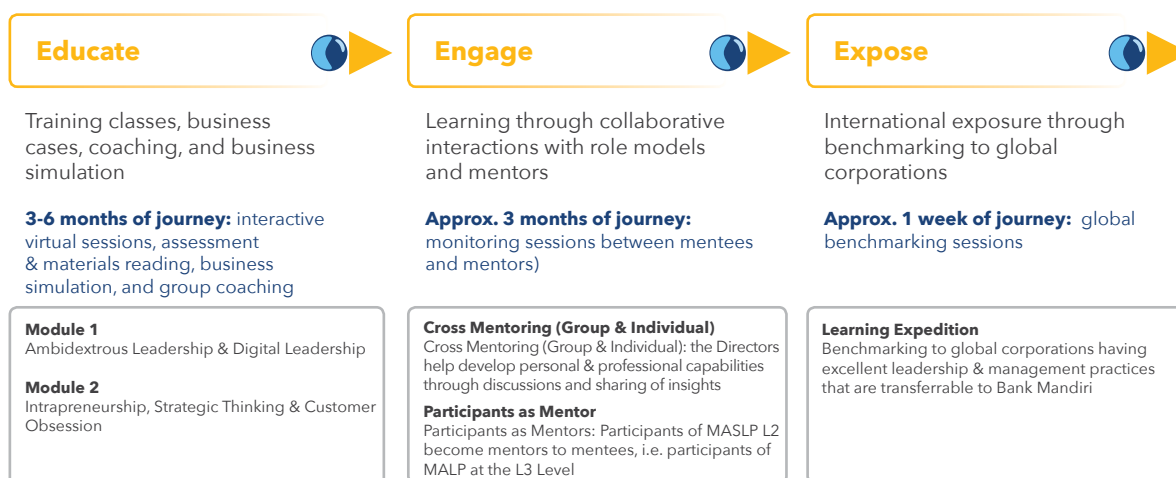 Educate
Training classes, business
cases, coaching, and business
simulation
3-6 months of journey: interactive
virtual sessions, assessment
& materials reading, business
simulation, and group coaching
Module 1
Ambidextrous Leadership & Digital Leadership
Module 2
Intrapreneurship, Strategic Thinking & Customer
Obsession
Engage
Learning through collaborative
interactions with role models
and mentors
Approx. 3 months of journey:
monitoring sessions between mentees
and mentors)
Cross Mentoring (Group & Individual)
Cross Mentoring (Group & Individual): the Directors
help develop personal & professional capabilities
through discussions and sharing of insights
Participants as Mentor
Participants as Mentors: Participants of MASLP L2
become mentors to mentees, i.e. participants of
MALP at the L3 Level
Expose
International exposure through
benchmarking to global
corporations
Approx. 1 week of journey: global
benchmarking sessions
Learning Expedition
Benchmarking to global corporations having
excellent leadership & management practices
that are transferrable to Bank Mandiri